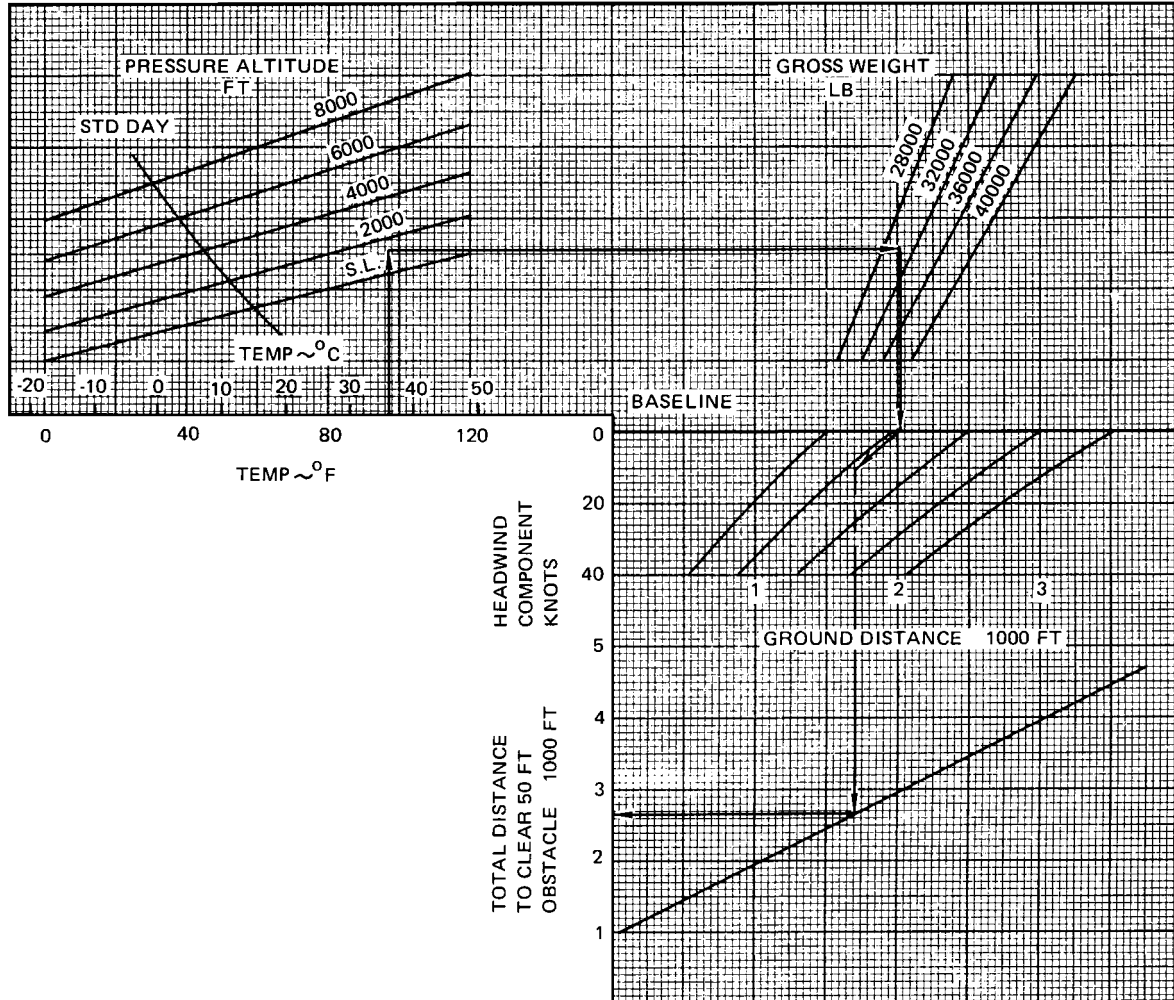 PRESSURE ALTITUDE
FT
GROSS WEIGHT
LB
STD DAY
8000
6000
4000
2000
S.L.
28000
32000
36000
40000
TEMP~°C
-20 -10 0 10 20 30 40 50
BASELINE
0 40 80 120
TEMP~°F
0
20
40
HEADWIND
COMPONENT
KNOTS
1 2 3
GROUND DISTANCE 1000 FT
5
4
3
2
1
TOTAL DISTANCE
TO CLEAR 50 FT
OBSTACLE 1000 FT